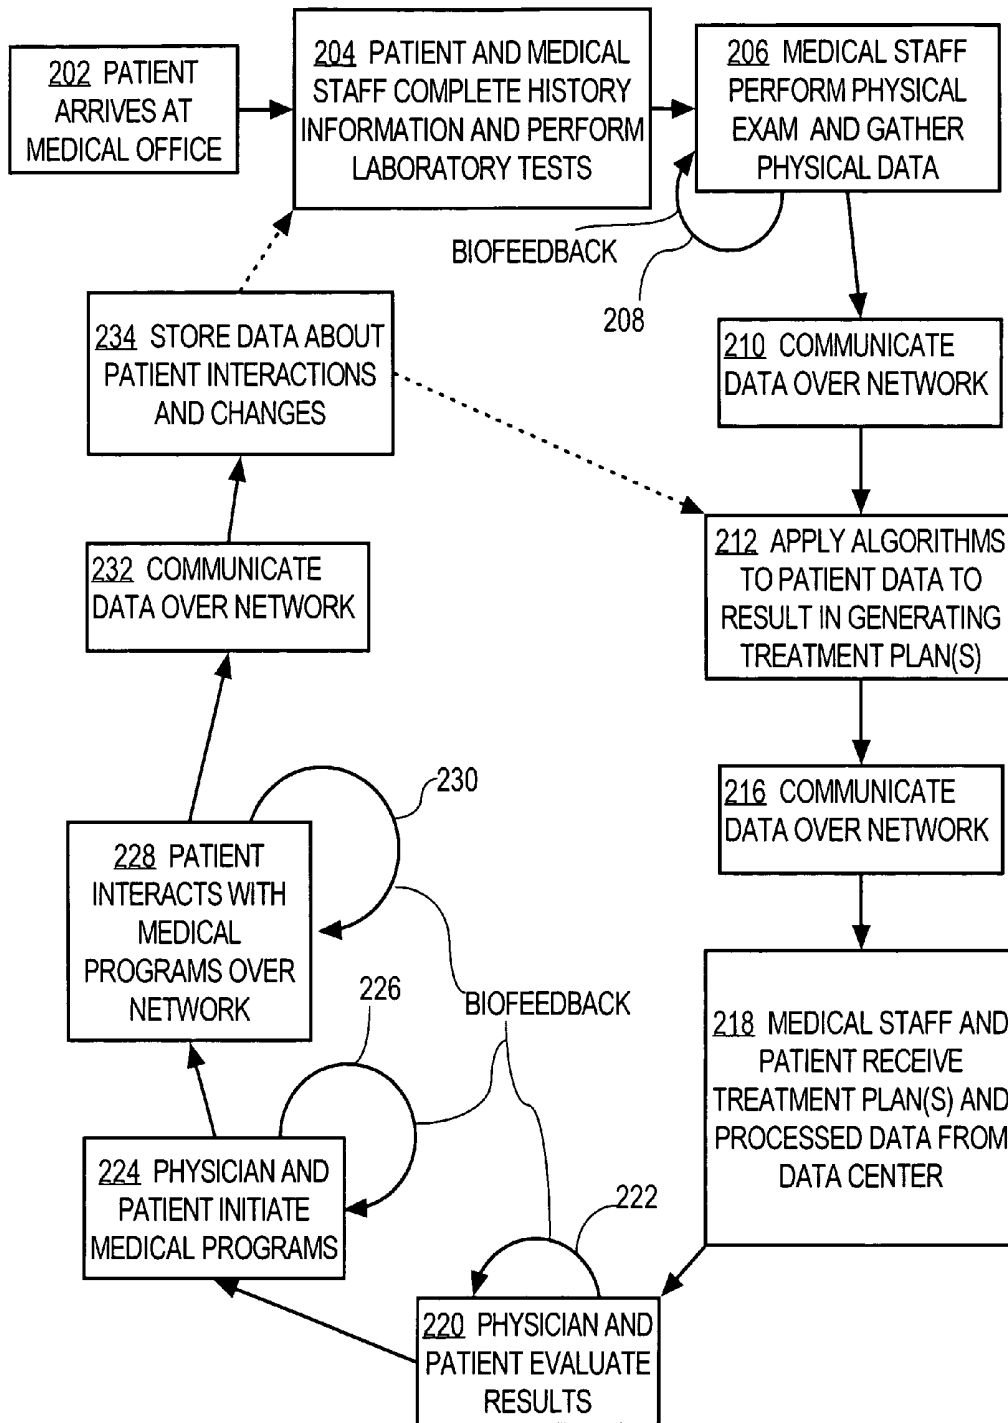 202 PATIENT
ARRIVES AT
MEDICAL OFFICE
204 PATIENT AND MEDICAL
STAFF COMPLETE HISTORY
INFORMATION AND PERFORM
LABORATORY TESTS
206 MEDICAL STAFF
PERFORM PHYSICAL
EXAM AND GATHER
PHYSICAL DATA
BIOFEEDBACK
208
210 COMMUNICATE
DATA OVER NETWORK
212 APPLY ALGORITHMS
TO PATIENT DATA TO
RESULT IN GENERATING
TREATMENT PLAN(S)
216 COMMUNICATE
DATA OVER NETWORK
218 MEDICAL STAFF AND
PATIENT RECEIVE
TREATMENT PLAN(S) AND
PROCESSED DATA FROM
DATA CENTER
220 PHYSICIAN AND
PATIENT EVALUATE
RESULTS
222
BIOFEEDBACK
224 PHYSICIAN AND
PATIENT INITIATE
MEDICAL PROGRAMS
226
228 PATIENT
INTERACTS WITH
MEDICAL
PROGRAMS OVER
NETWORK
230
232 COMMUNICATE
DATA OVER NETWORK
234 STORE DATA ABOUT
PATIENT INTERACTIONS
AND CHANGES